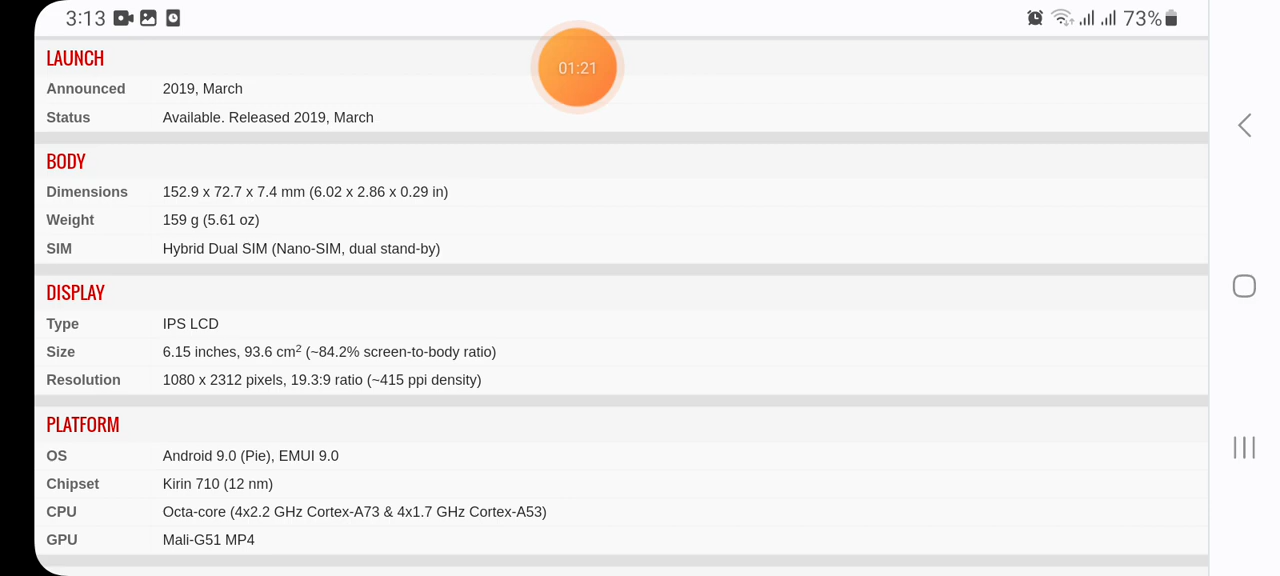 3:13 73%
01:21
LAUNCH
Announced 2019, March
Status Available. Released 2019, March
BODY
Dimensions 152.9 x 72.7 x 7.4 mm (6.02 x 2.86 x 0.29 in)
Weight 159 g (5.61 oz)
SIM Hybrid Dual SIM (Nano-SIM, dual stand-by)
DISPLAY
Type IPS LCD
Size 6.15 inches, 93.6 cm² (~84.2% screen-to-body ratio)
Resolution 1080 x 2312 pixels, 19.3:9 ratio (~415 ppi density)
PLATFORM
OS Android 9.0 (Pie), EMUI 9.0
Chipset Kirin 710 (12 nm)
CPU Octa-core (4x2.2 GHz Cortex-A73 & 4x1.7 GHz Cortex-A53)
GPU Mali-G51 MP4